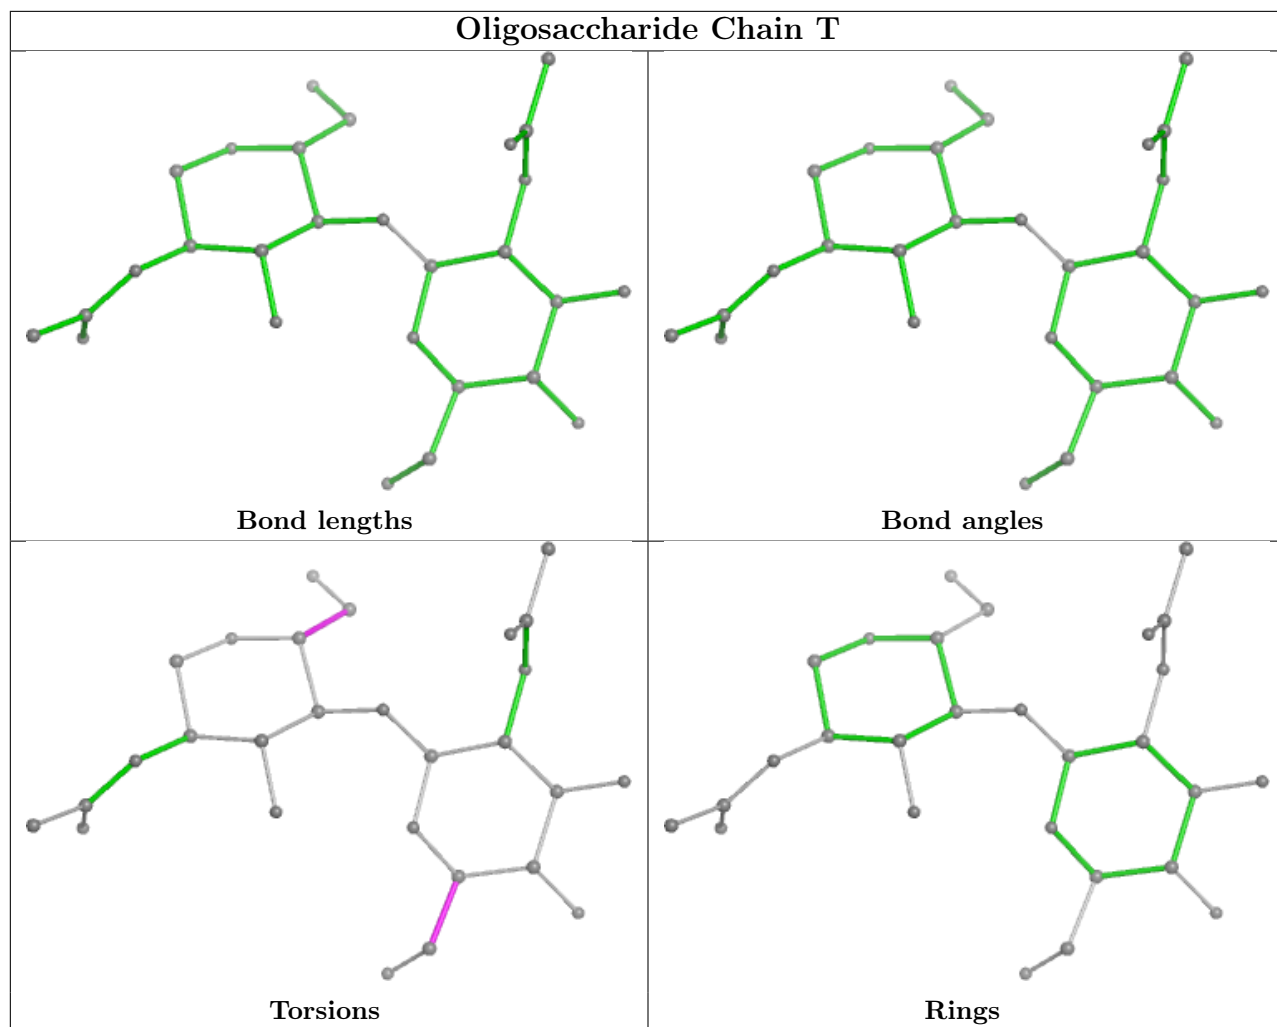 Oligosaccharide Chain T
Bond lengths
Bond angles
Torsions
Rings